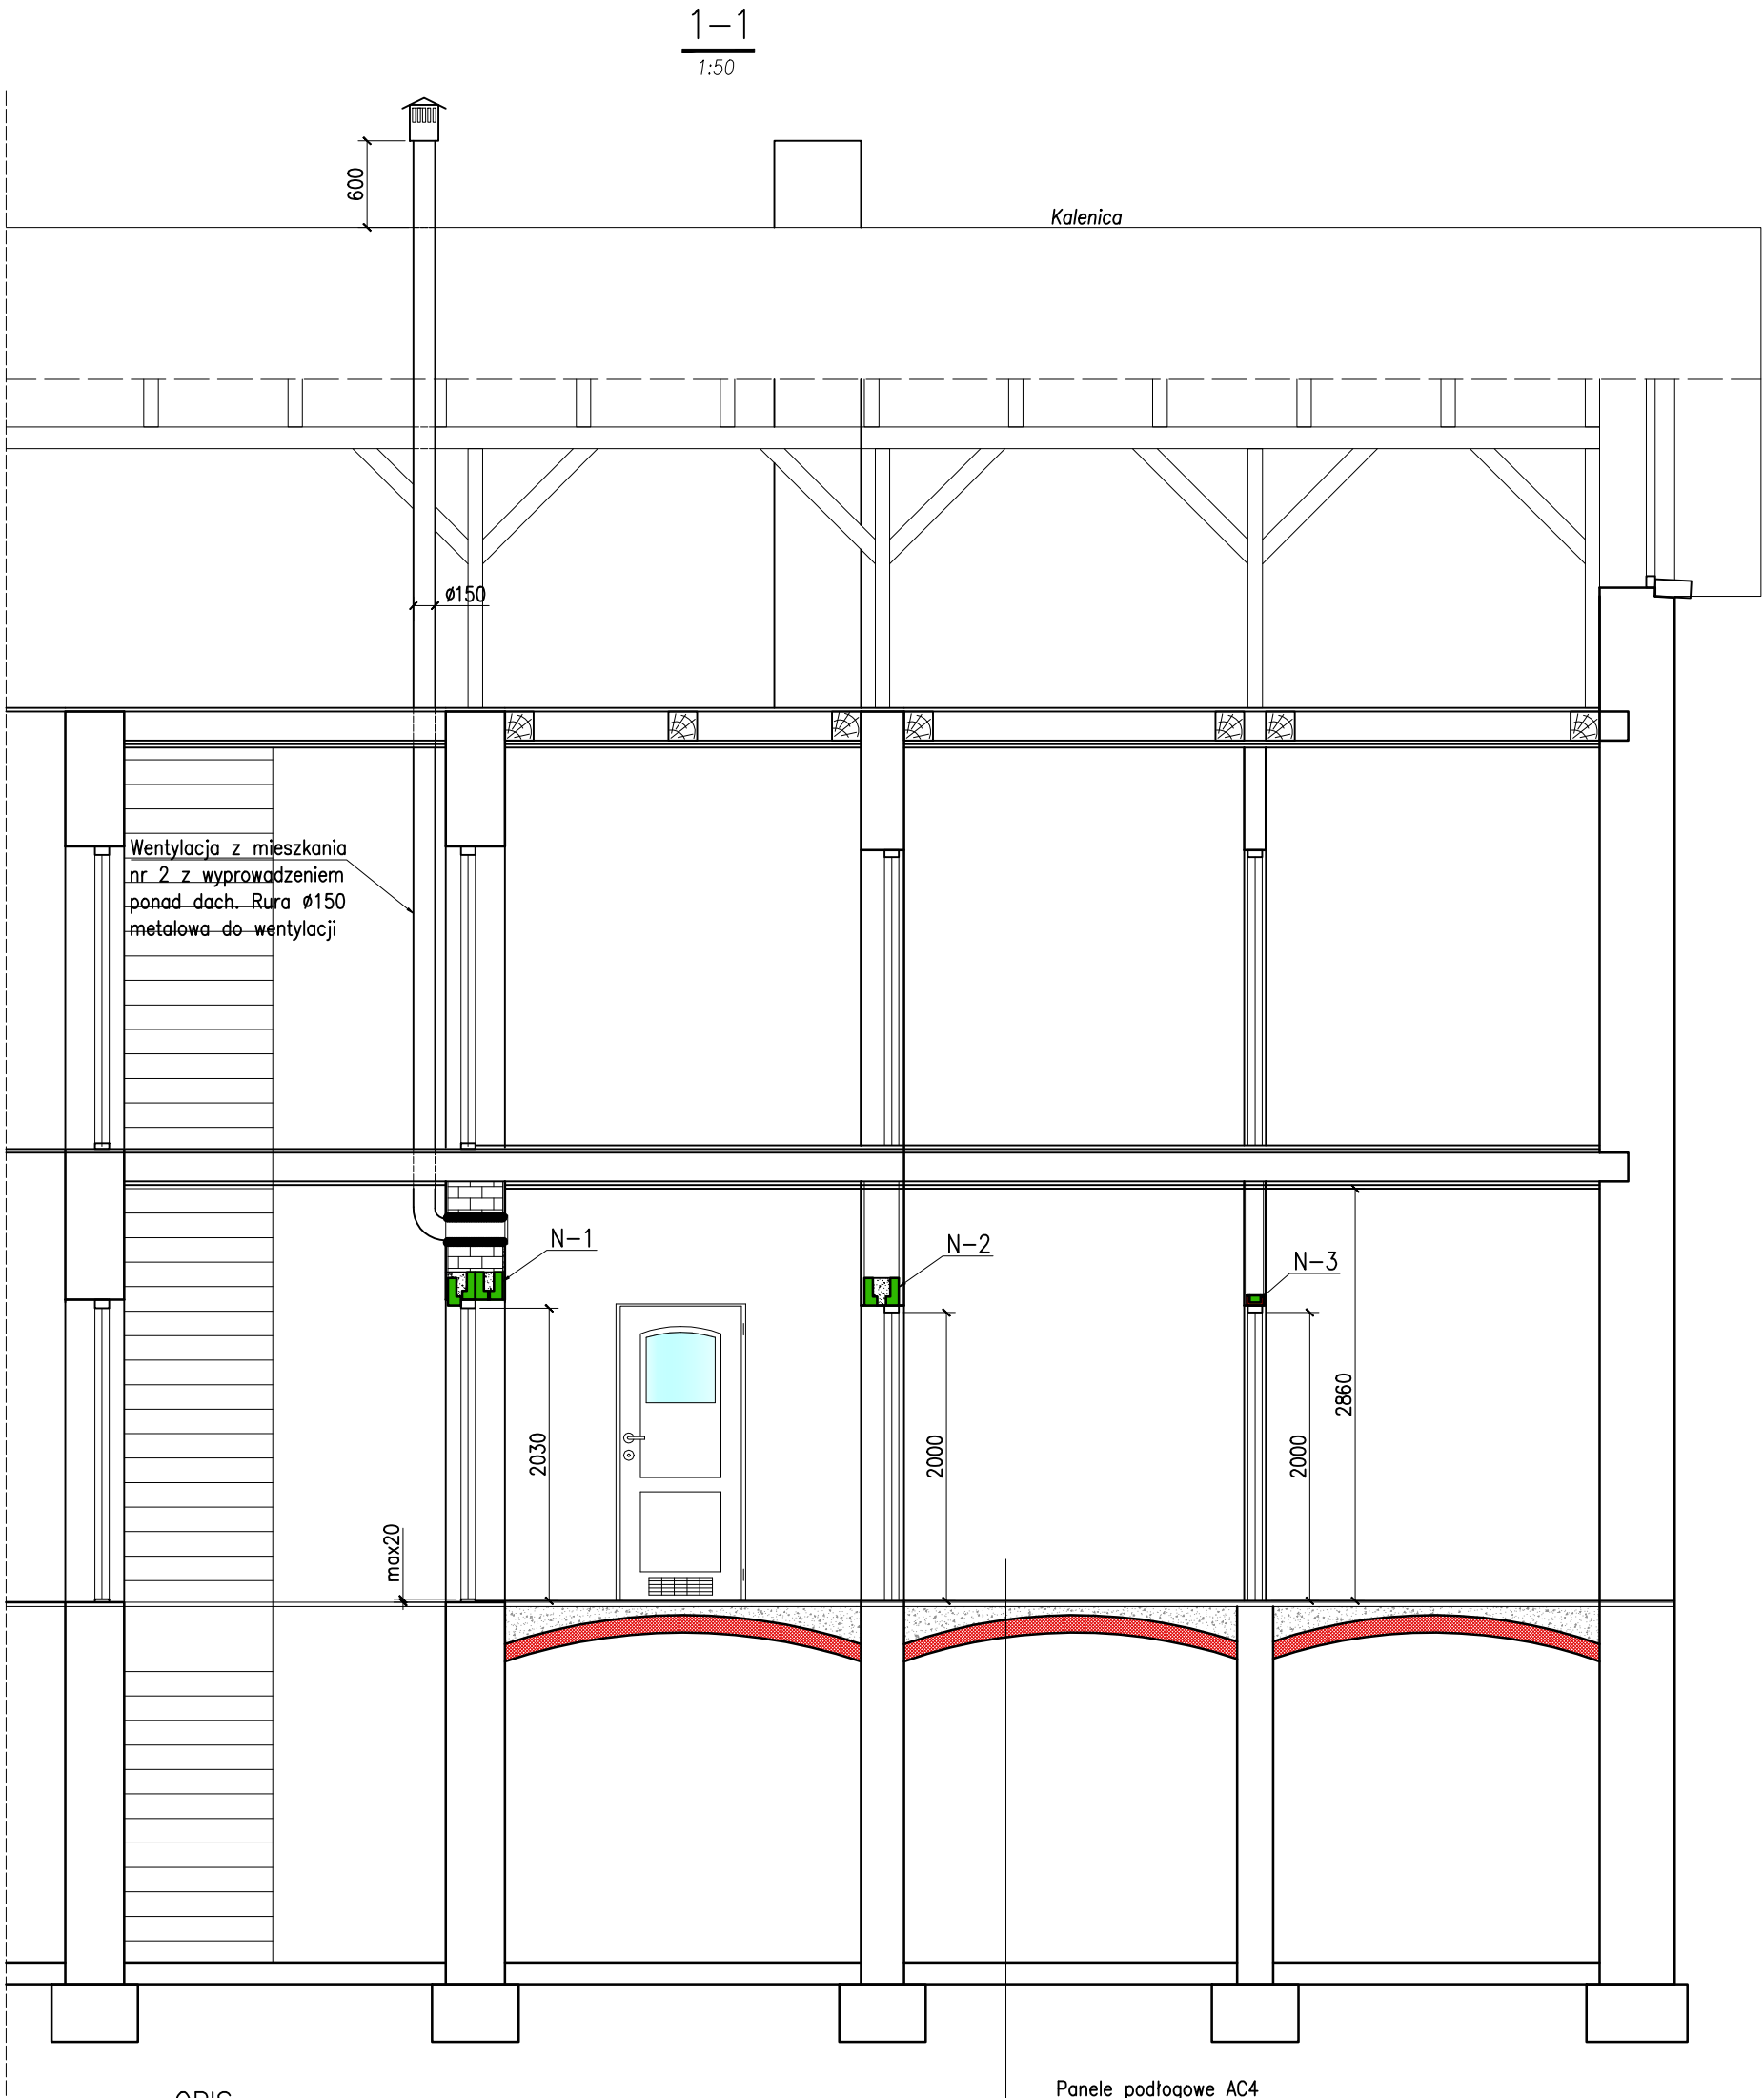 1-1
1:50
600
Kalenica
ø150
Wentylacja z mieszkania
nr 2 z wyprowadzeniem
ponad dach. Rura ø150
metalowa do wentylacji
N-1
N-2
N-3
2030
2000
2000
2860
max20
Panele podłogowe AC4
OPIS